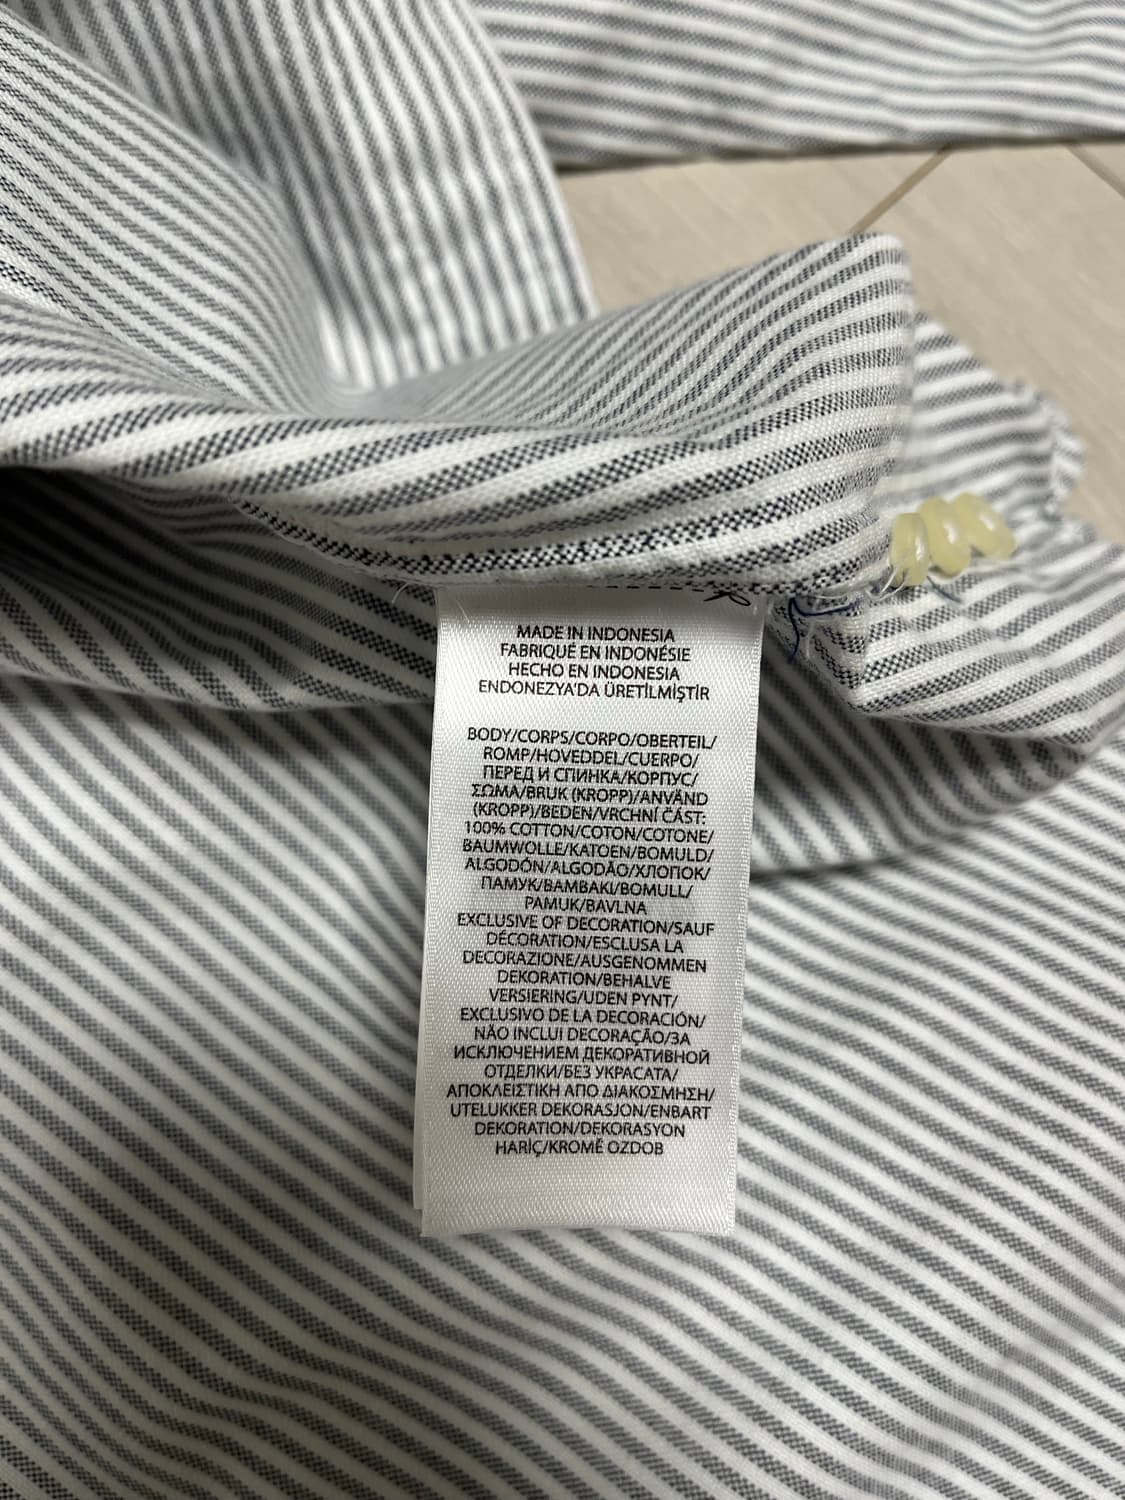 MADE IN INDONESIA
FABRIQUÉ EN INDONÉSIE
HECHO EN INDONESIA
ENDONEZYA'DA ÜRETİLMİŞTİR
BODY/CORPS/CORPO/OBERTEIL/
ROMP/HOVEDDEL/CUERPO/
ПЕРЕД И СПИНКА/КОРПУС/
ΣΩΜΑ/BRUK (KROPP)/ANVÄND
(KROPP)/BEDEN/VRCHNÍ ČÁST:
100% COTTON/COTON/COTONE/
BAUMWOLLE/KATOEN/BOMULD/
ALGODÓN/ALGODÃO/ХЛОПОК/
ПАМУК/ΒΑΜΒΑΚΙ/BOMULL/
PAMUK/BAVLNA
EXCLUSIVE OF DECORATION/SAUF
DÉCORATION/ESCLUSA LA
DECORAZIONE/AUSGENOMMEN
DEKORATION/BEHALVE
VERSIERING/UDEN PYNT/
EXCLUSIVO DE LA DECORACIÓN/
NÃO INCLUI DECORAÇÃO/ЗА
ИСКЛЮЧЕНИЕМ ДЕКОРАТИВНОЙ
ОТДЕЛКИ/БЕЗ УКРАСАТА/
ΑΠΟΚΛΕΙΣΤΙΚΗ ΑΠΟ ΔΙΑΚΟΣΜΗΣΗ/
UTELUKKER DEKORASJON/ENBART
DEKORATION/DEKORASYON
HARİÇ/KROMĚ OZDOB